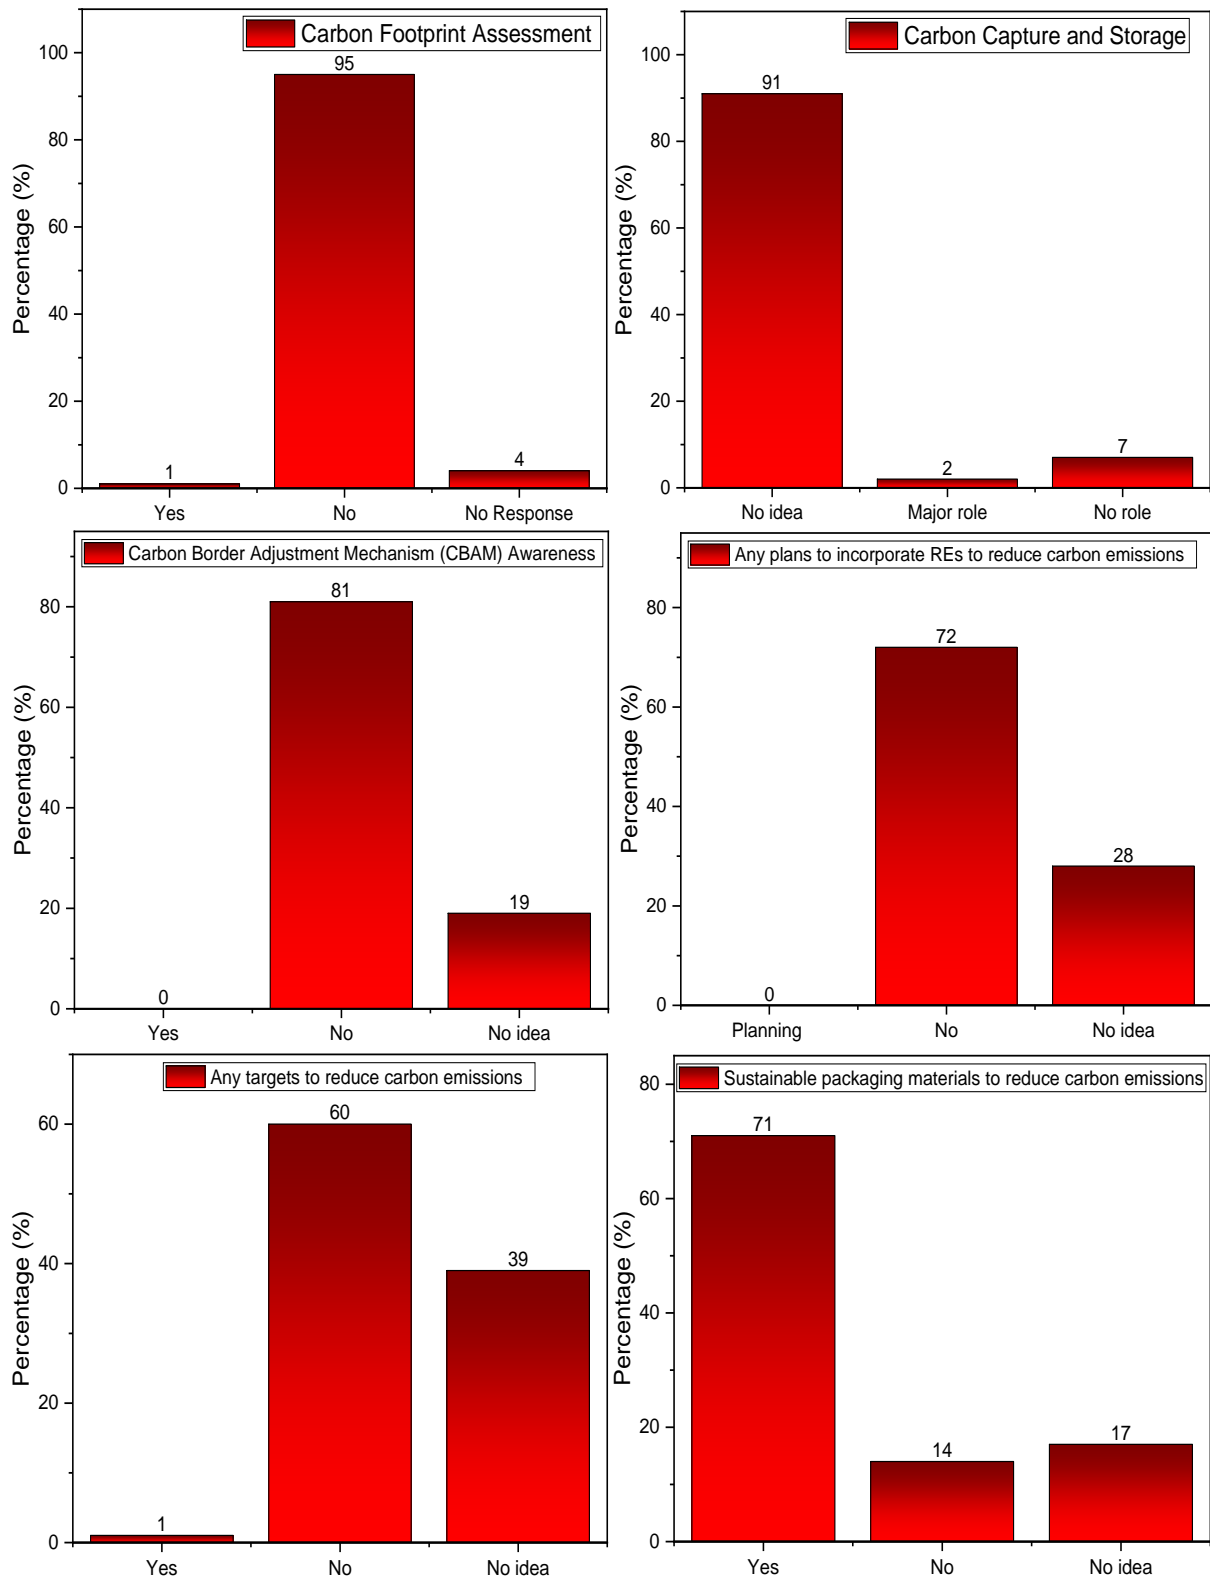 Carbon Footprint Assessment
Percentage (%)
100
80
60
40
20
0
1
95
4
Yes
No
No Response
Carbon Capture and Storage
Percentage (%)
100
80
60
40
20
0
91
2
7
No idea
Major role
No role
Carbon Border Adjustment Mechanism (CBAM) Awareness
Percentage (%)
80
60
40
20
0
0
81
19
Yes
No
No idea
Any plans to incorporate REs to reduce carbon emissions
Percentage (%)
80
60
40
20
0
0
72
28
Planning
No
No idea
Any targets to reduce carbon emissions
Percentage (%)
60
40
20
0
1
60
39
Yes
No
No idea
Sustainable packaging materials to reduce carbon emissions
Percentage (%)
80
60
40
20
0
71
14
17
Yes
No
No idea